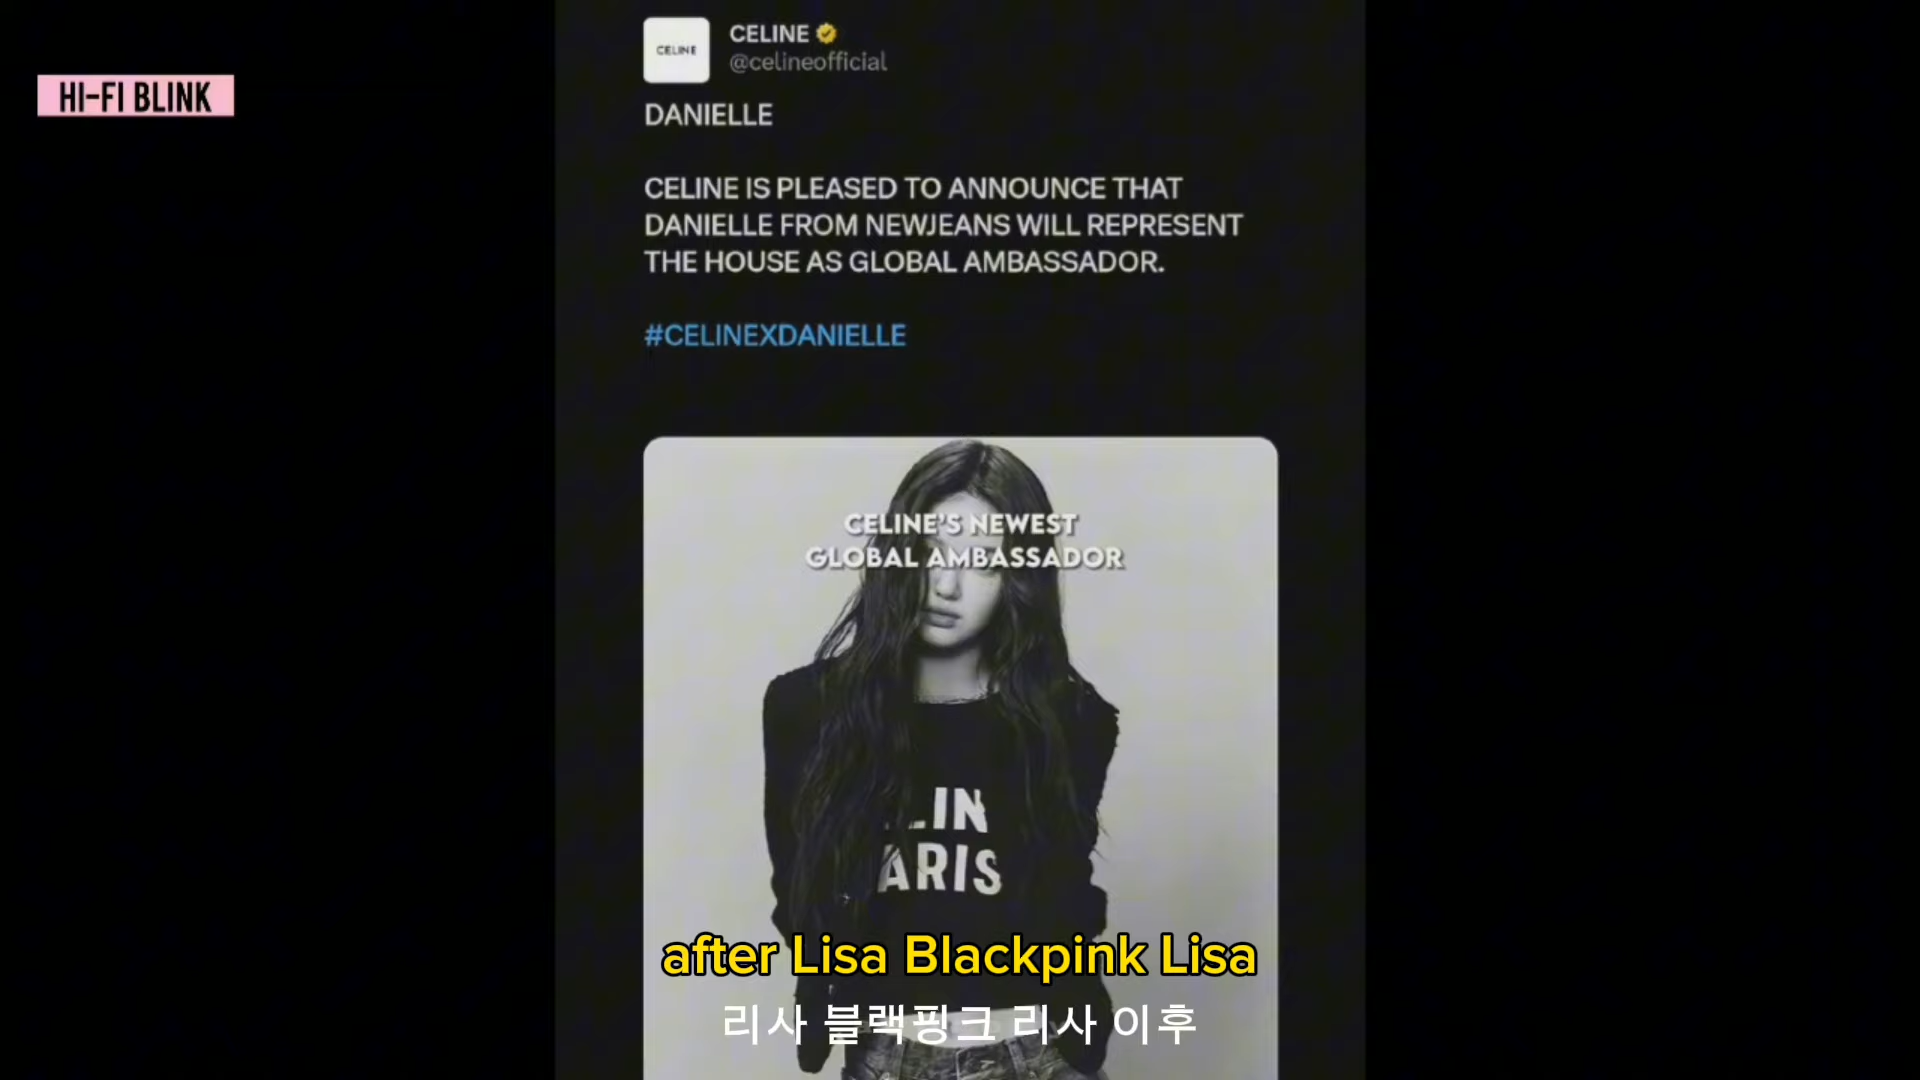 HI-FI BLINK
CELINE
CELINE
@celineofficial
DANIELLE
CELINE IS PLEASED TO ANNOUNCE THAT
DANIELLE FROM NEWJEANS WILL REPRESENT
THE HOUSE AS GLOBAL AMBASSADOR.
#CELINEXDANIELLE
CELINE'S NEWEST
GLOBAL AMBASSADOR
LIN
ARIS
after Lisa Blackpink Lisa
리사 블랙핑크 리사 이후